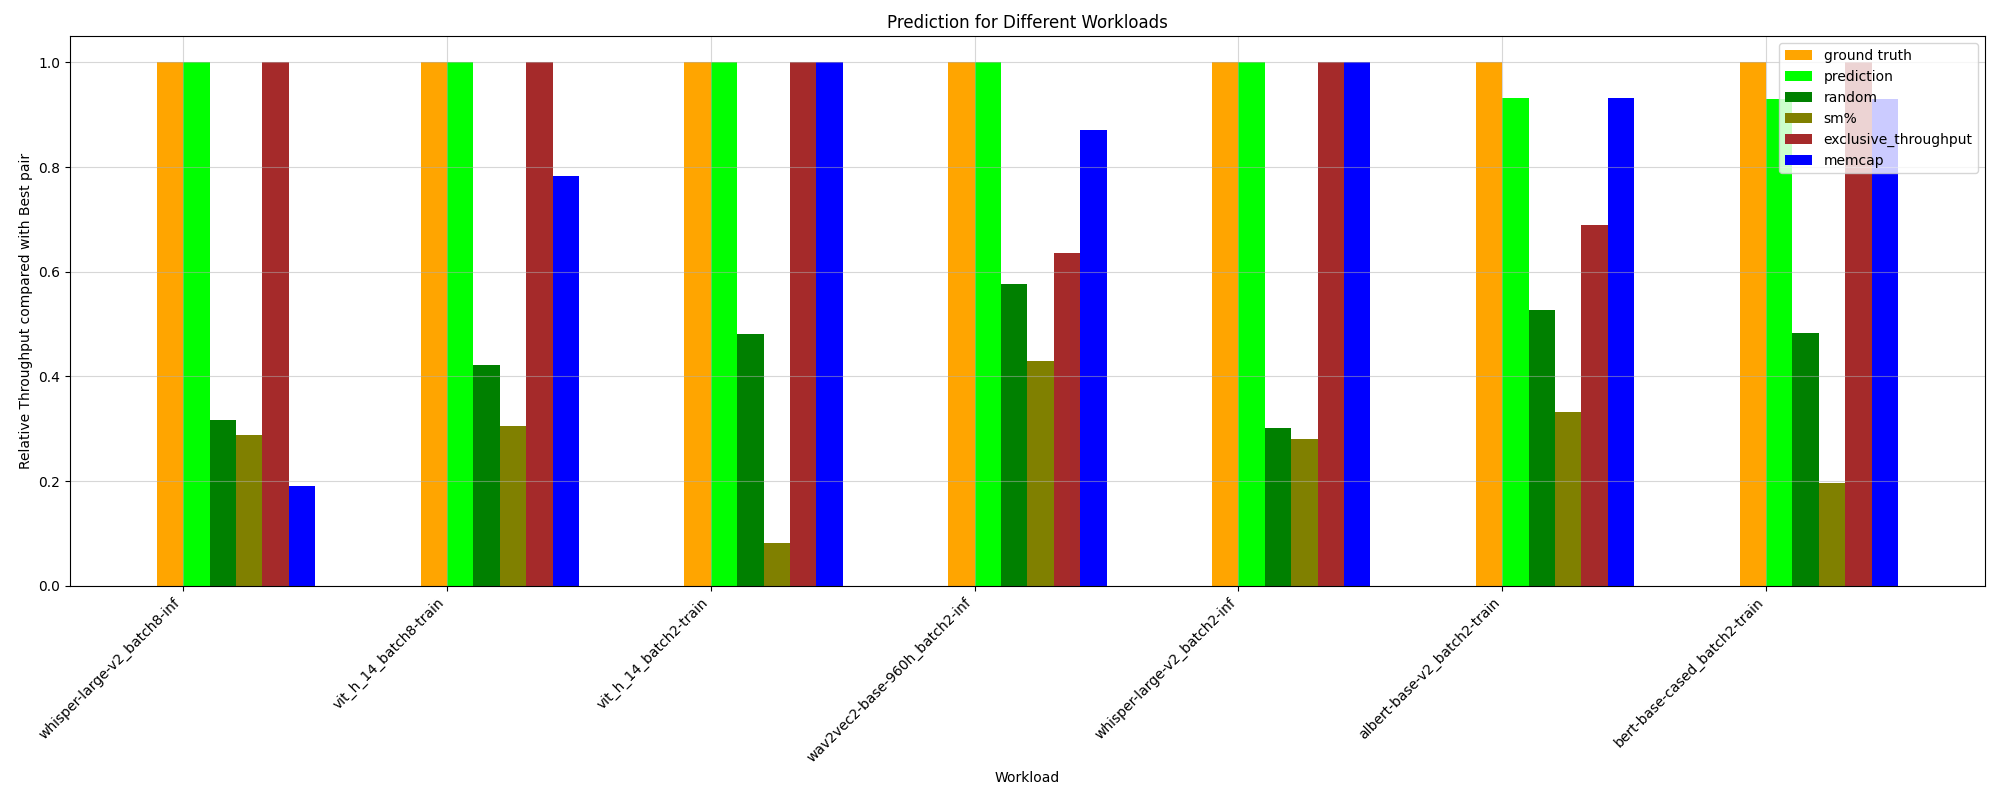 Prediction for Different Workloads
Relative Throughput compared with Best pair
1.0
0.8
0.6
0.4
0.2
0.0
ground truth
prediction
random
sm%
exclusive_throughput
memcap
whisper-large-v2_batch8-inf
vit_h_14_batch8-train
vit_h_14_batch2-train
wav2vec2-base-960h_batch2-inf
whisper-large-v2_batch2-inf
albert-base-v2_batch2-train
bert-base-cased_batch2-train
Workload